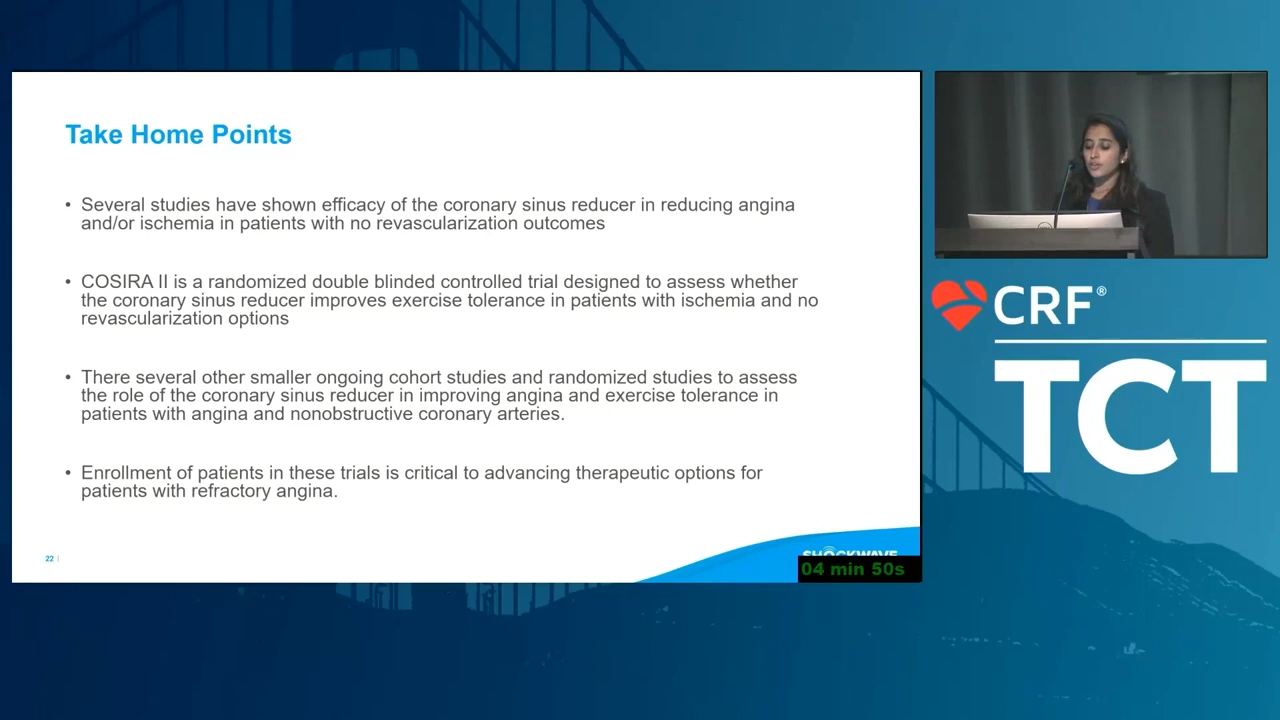 Take Home Points
• Several studies have shown efficacy of the coronary sinus reducer in reducing angina
and/or ischemia in patients with no revascularization outcomes
• COSIRA II is a randomized double blinded controlled trial designed to assess whether
the coronary sinus reducer improves exercise tolerance in patients with ischemia and no
revascularization options
• There several other smaller ongoing cohort studies and randomized studies to assess
the role of the coronary sinus reducer in improving angina and exercise tolerance in
patients with angina and nonobstructive coronary arteries.
• Enrollment of patients in these trials is critical to advancing therapeutic options for
patients with refractory angina.
22 |
SHOCKWAVE
04 min 50s
CRF®
TCT